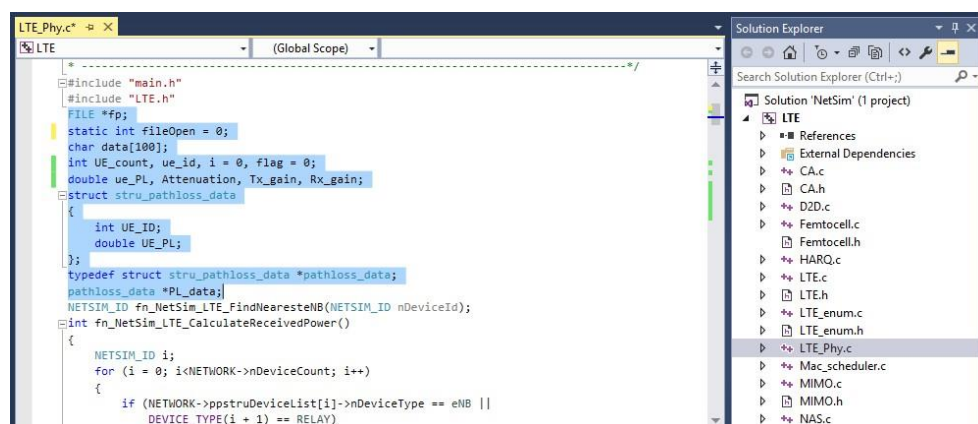 LTE_Phy.c*
LTE
(Global Scope)
* -----------------------------------------------------------------------------*/
#include "main.h"
#include "LTE.h"
FILE *fp;
static int fileOpen = 0;
char data[100];
int UE_count, ue_id, i = 0, flag = 0;
double ue_PL, Attenuation, Tx_gain, Rx_gain;
struct stru_pathloss_data
{
int UE_ID;
double UE_PL;
};
typedef struct stru_pathloss_data *pathloss_data;
pathloss_data *PL_data;
NETSIM_ID fn_NetSim_LTE_FindNearesteNB(NETSIM_ID nDeviceId);
int fn_NetSim_LTE_CalculateReceivedPower()
{
NETSIM_ID i;
for (i = 0; i<NETWORK->nDeviceCount; i++)
{
if (NETWORK->ppstruDeviceList[i]->nDeviceType == eNB ||
DEVICE_TYPE(i + 1) == RELAY)
Solution Explorer
Search Solution Explorer (Ctrl+;)
Solution 'NetSim' (1 project)
LTE
References
External Dependencies
CA.c
CA.h
D2D.c
Femtocell.c
Femtocell.h
HARQ.c
LTE.c
LTE.h
LTE_enum.c
LTE_enum.h
LTE_Phy.c
Mac_scheduler.c
MIMO.c
MIMO.h
NAS.c